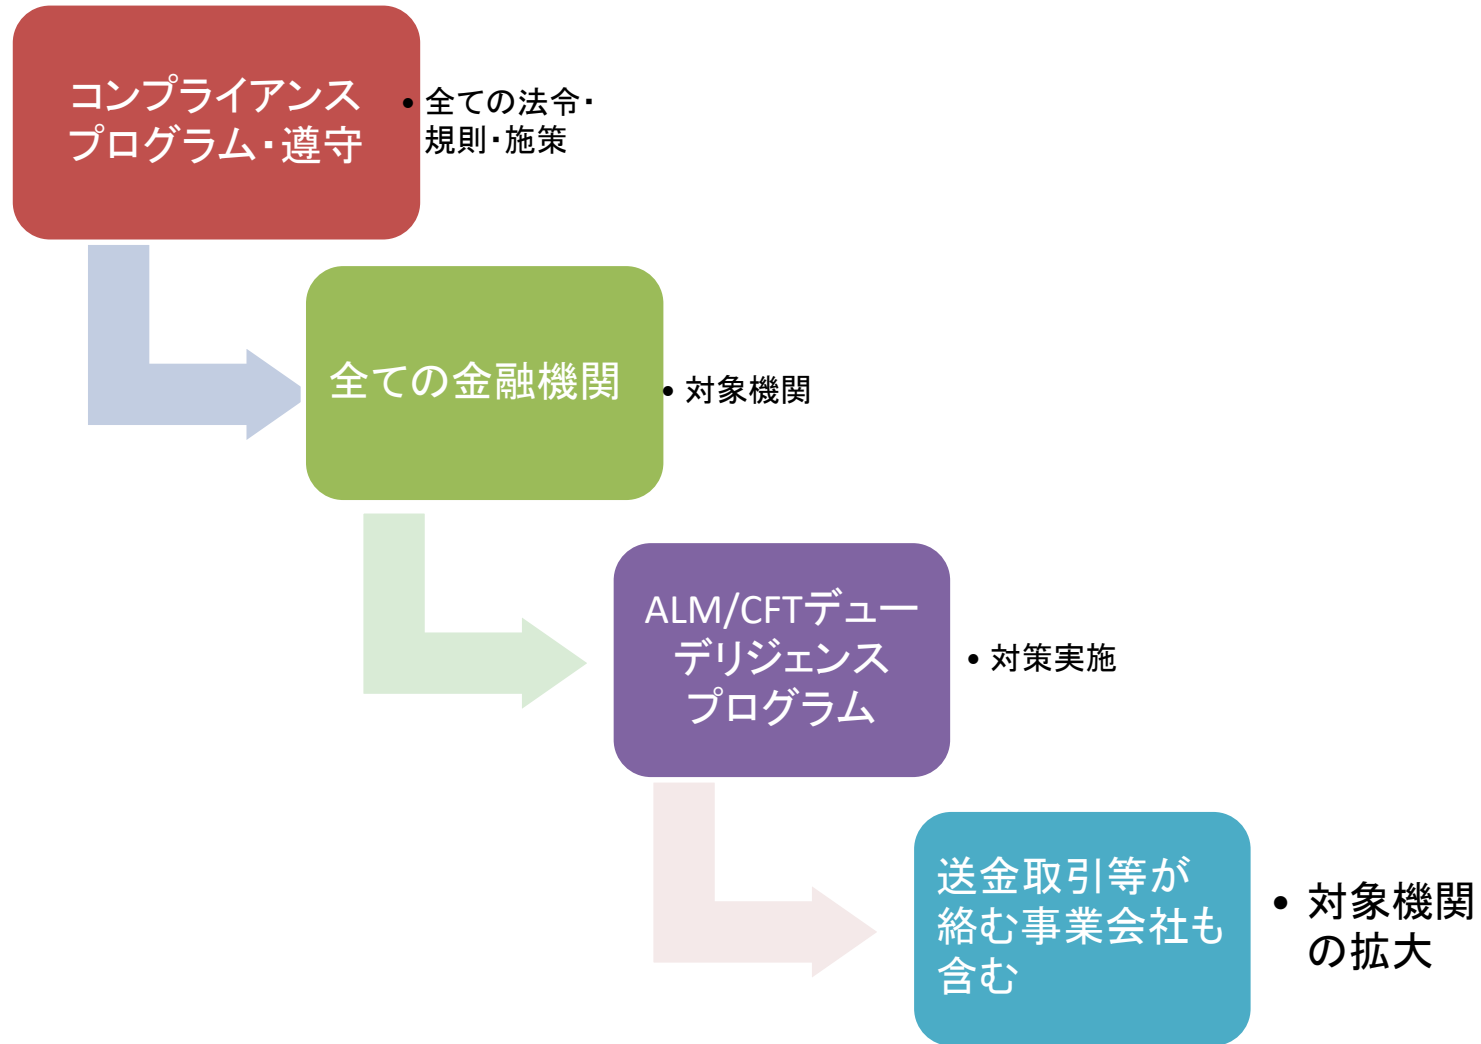 コンプライアンス
プログラム・遵守
• 全ての法令・
規則・施策
全ての金融機関
• 対象機関
ALM/CFTデュー
デリジェンス
プログラム
• 対策実施
送金取引等が
絡む事業会社も
含む
• 対象機関
の拡大